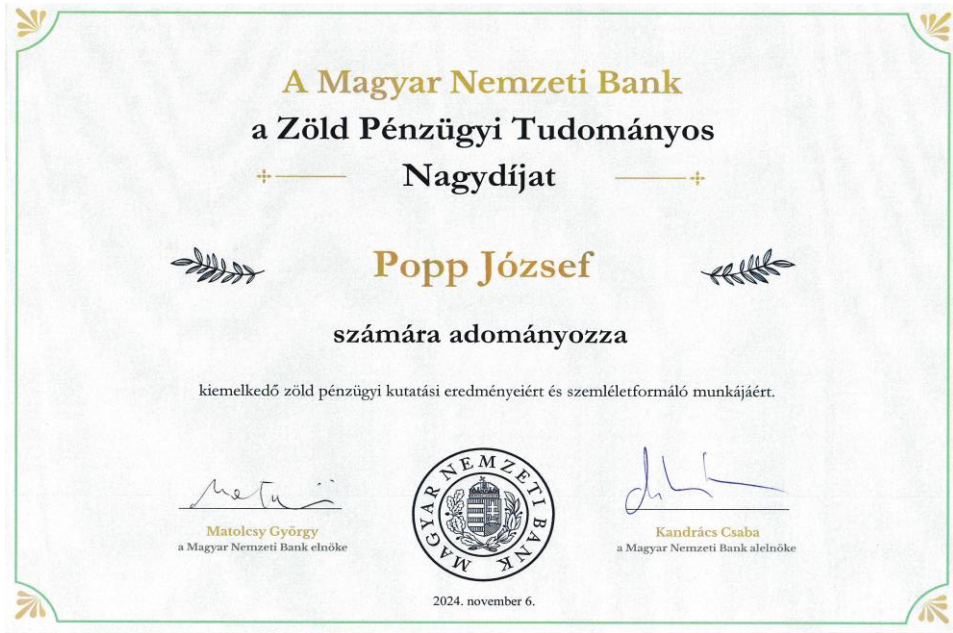 A Magyar Nemzeti Bank
a Zöld Pénzügyi Tudományos
Nagydíjat
Popp József
számára adományozza
kiemelkedő zöld pénzügyi kutatási eredményeiért és szemléletformáló munkájáért.
MAGYAR NEMZETI BANK
Matolcsy György
a Magyar Nemzeti Bank elnöke
Kandrács Csaba
a Magyar Nemzeti Bank alelnöke
2024. november 6.